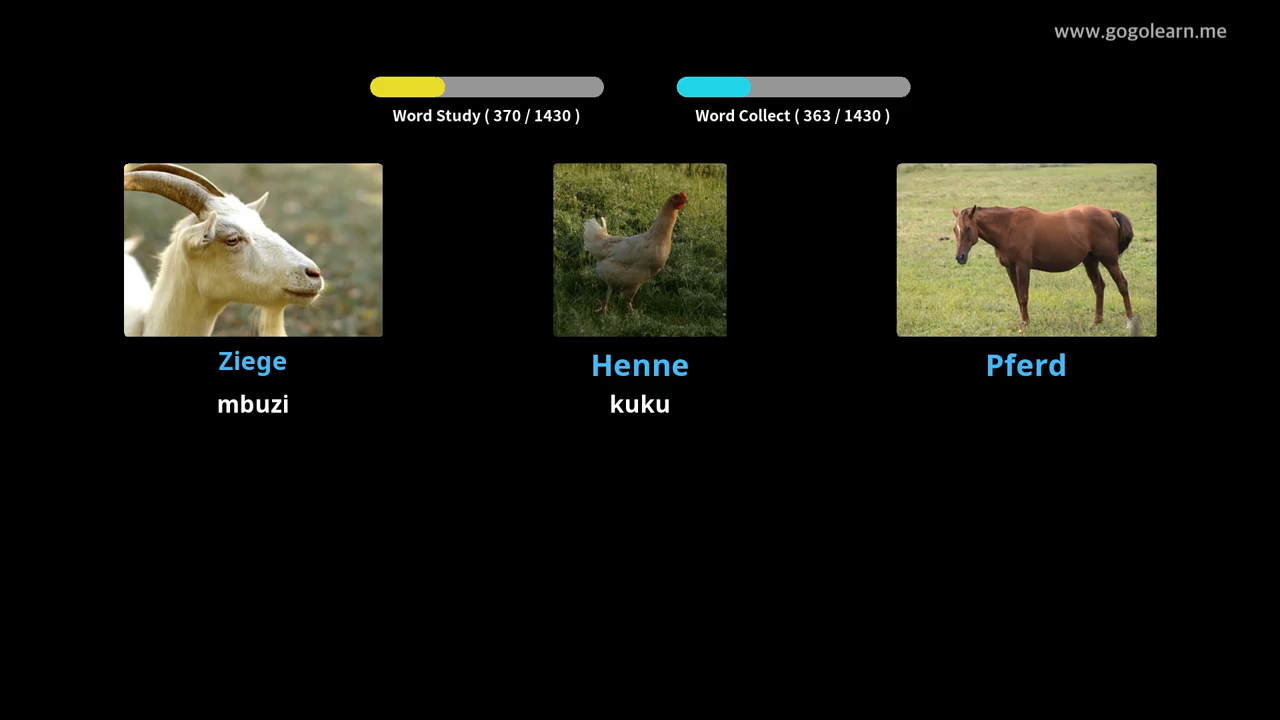 www.gogolearn.me
Word Study ( 370 / 1430 )
Word Collect ( 363 / 1430 )
Ziege
Henne
Pferd
mbuzi
kuku